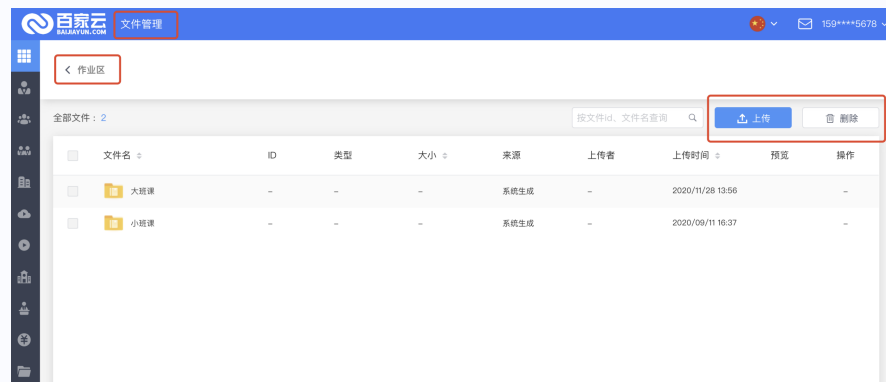 百家云 文件管理 159****5678
BAIJIAYUN.COM
作业区
全部文件：2 按文件id、文件名查询 上传 删除
文件名 ID 类型 大小 来源 上传者 上传时间 预览 操作
大班课 – – – 系统生成 – 2020/11/28 13:56 –
小班课 – – – 系统生成 – 2020/09/11 16:37 –